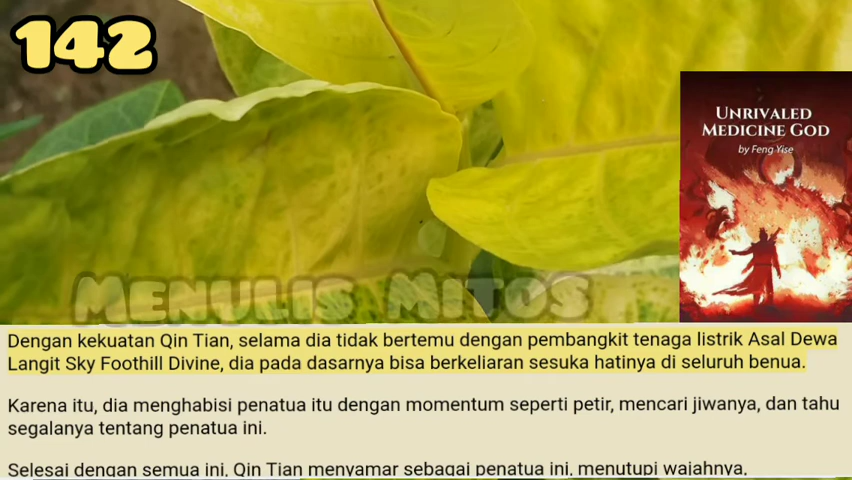 142
UNRIVALED
MEDICINE GOD
by Feng Yise
MENULIS MITOS
Dengan kekuatan Qin Tian, selama dia tidak bertemu dengan pembangkit tenaga listrik Asal Dewa
Langit Sky Foothill Divine, dia pada dasarnya bisa berkeliaran sesuka hatinya di seluruh benua.
Karena itu, dia menghabisi penatua itu dengan momentum seperti petir, mencari jiwanya, dan tahu
segalanya tentang penatua ini.
Selesai dengan semua ini, Qin Tian menyamar sebagai penatua ini, menutupi wajahnya,